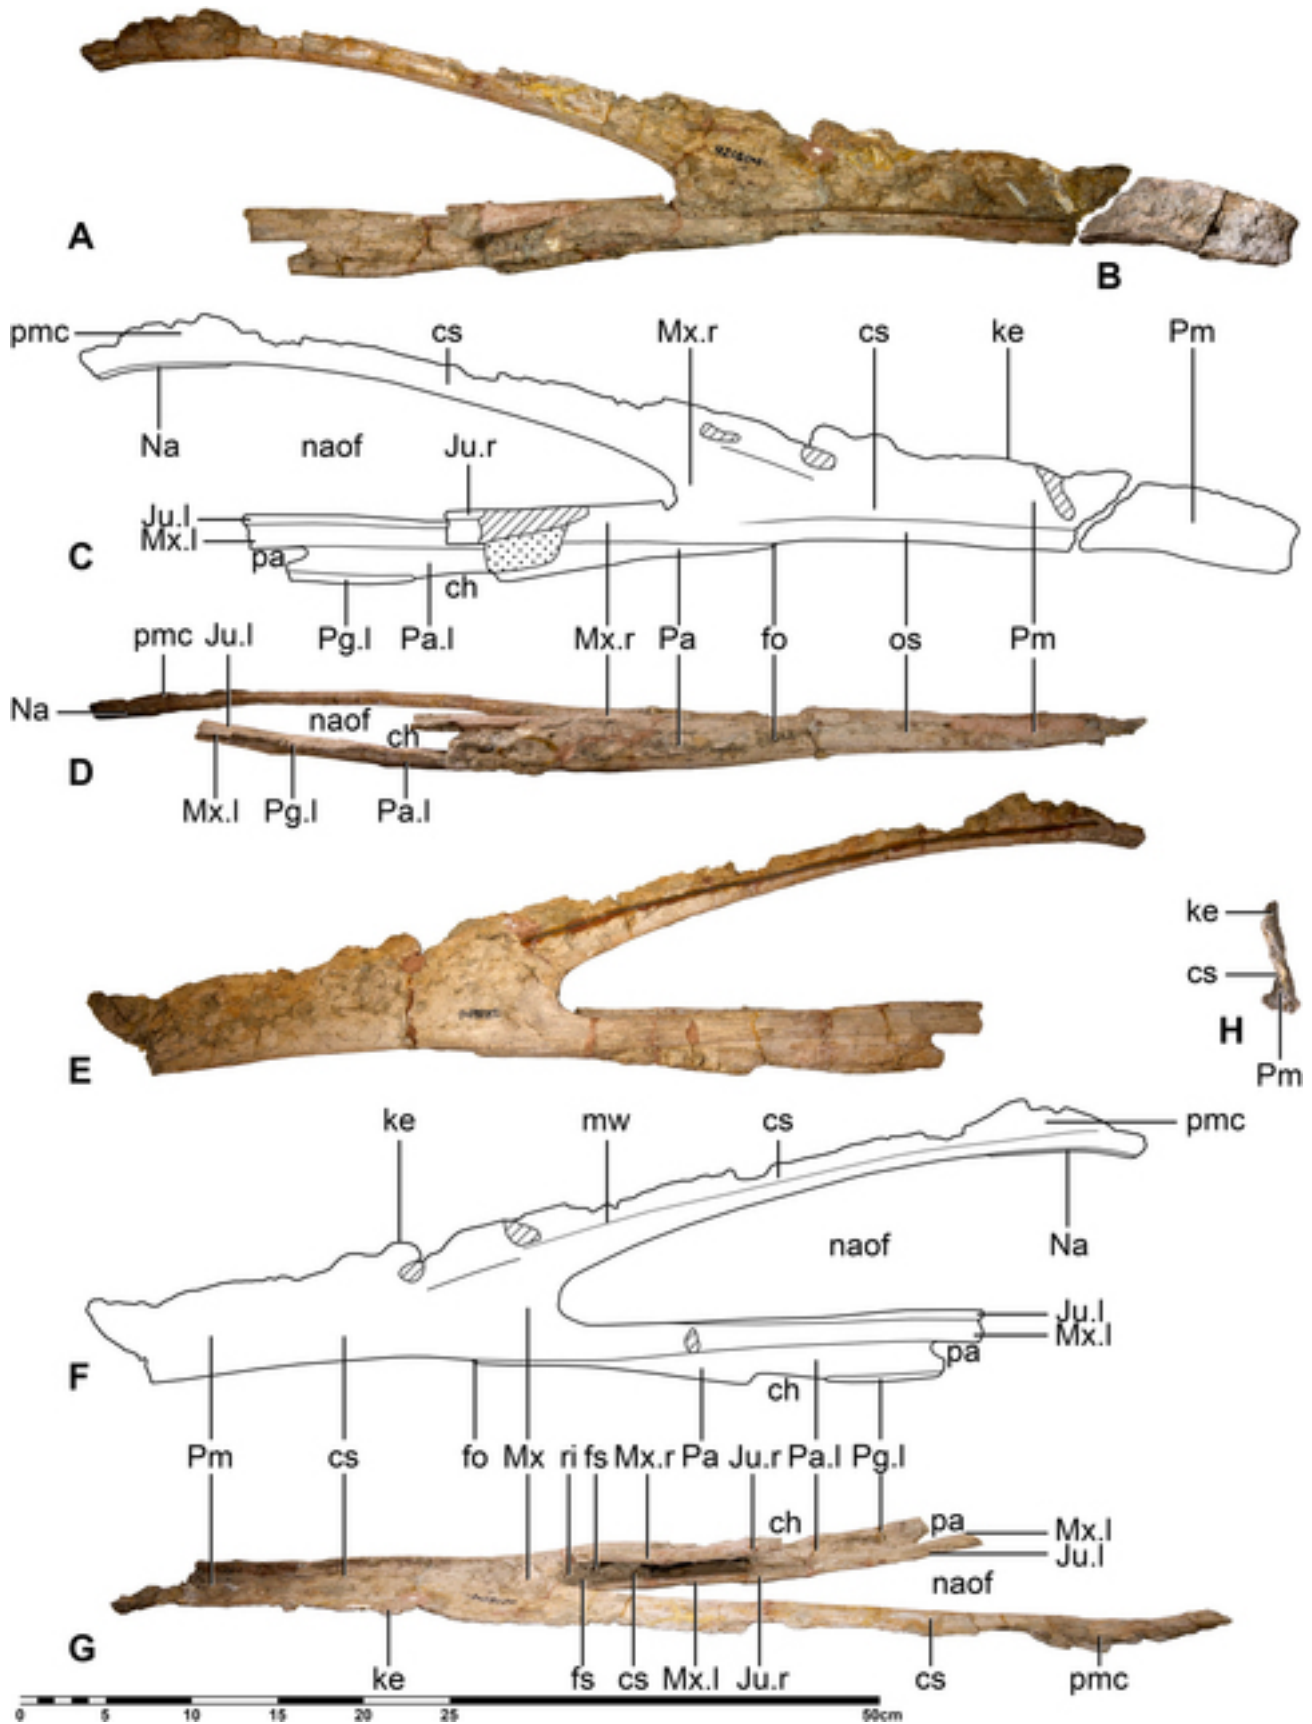 A
B
pmc cs Mx.r cs ke Pm
Na naof Ju.r
Ju.l
Mx.l
C pa ch
Pg.l Pa.l Mx.r Pa fo os Pm
pmc Ju.l
Na naof
ch
D
Mx.l Pg.l Pa.l
ke
cs
H
E Pm
ke mw cs pmc
naof Na
Ju.l
Mx.l
pa
F ch
Pm cs fo Mx ri fs Mx.r Pa Ju.r Pa.l Pg.l
ch pa Mx.l
Ju.l
naof
G
ke fs cs Mx.l Ju.r cs pmc
0 5 10 15 20 25 50cm